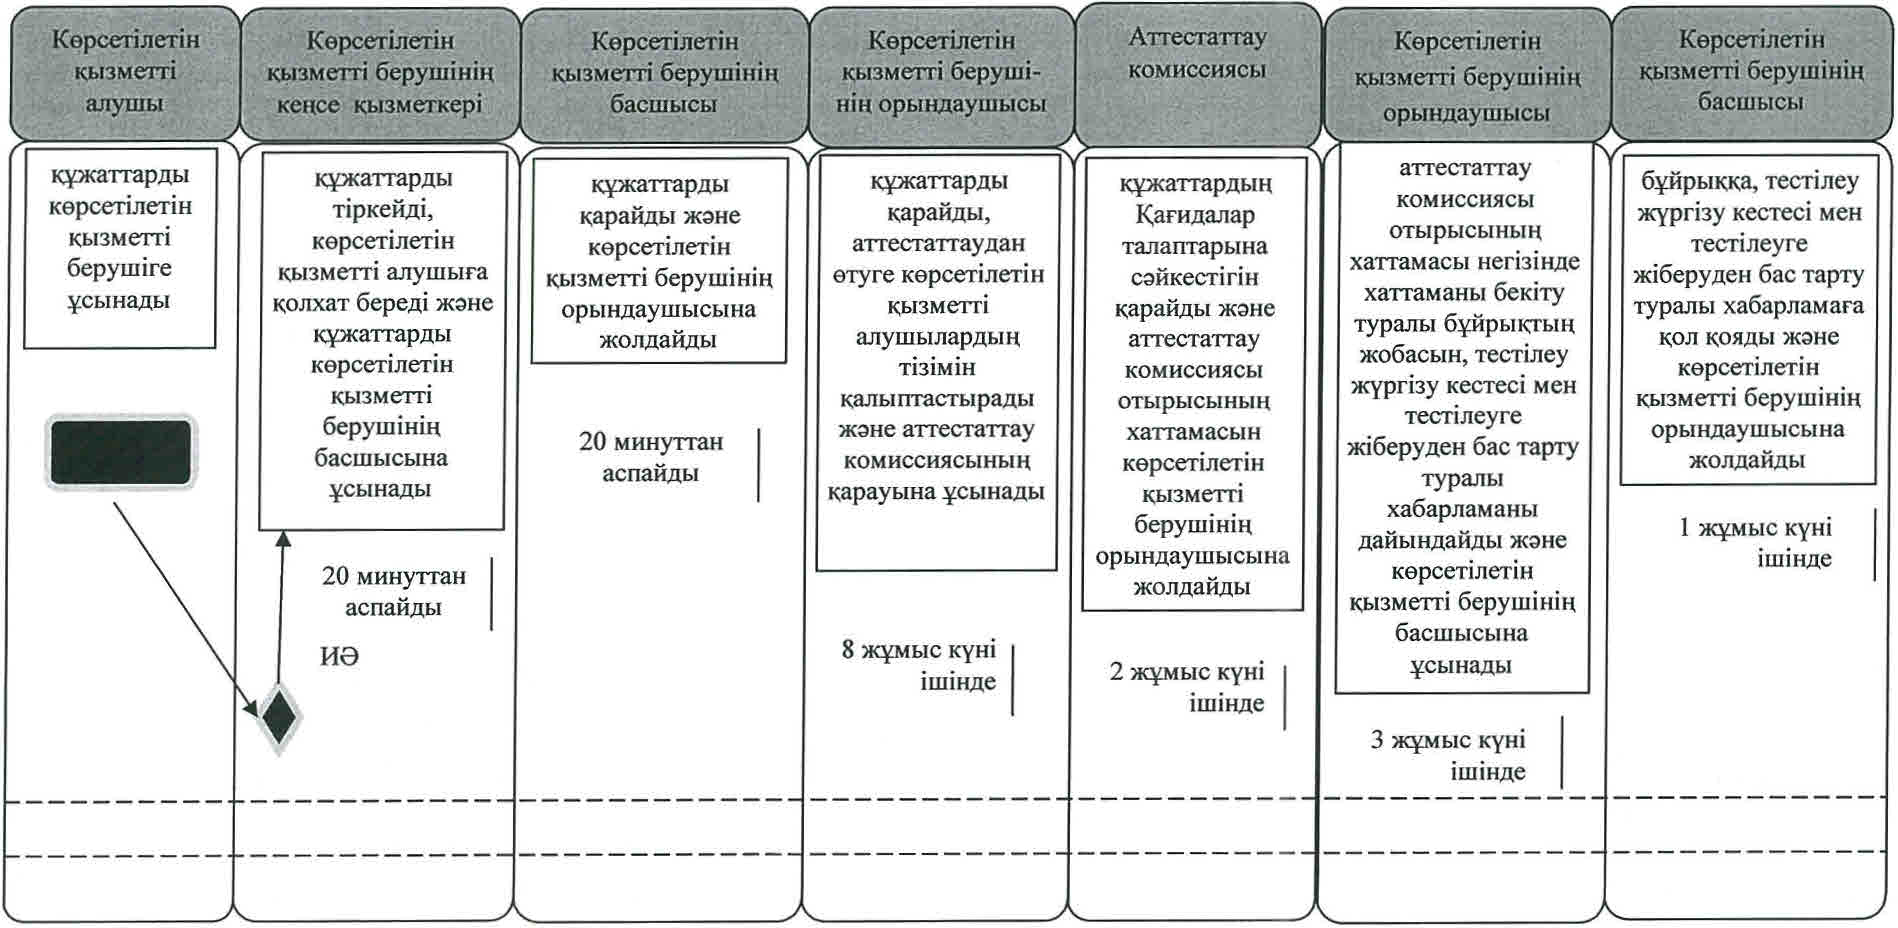 Көрсетілетін
қызметті
алушы
Көрсетілетін
қызметті берушінің
кеңсе қызметкері
Көрсетілетін
қызметті берушінің
басшысы
Көрсетілетін
қызметті беруші-
нің орындаушысы
Аттестаттау
комиссиясы
Көрсетілетін
қызметті берушінің
орындаушысы
Көрсетілетін
қызметті берушінің
басшысы
құжаттарды
көрсетілетін
қызметті
берушіге
ұсынады
құжаттарды
тіркейді,
көрсетілетін
қызметті алушыға
қолхат береді және
құжаттарды
көрсетілетін
қызметті
берушінің
басшысына
ұсынады
20 минуттан
аспайды
ИӘ
құжаттарды
қарайды және
көрсетілетін
қызметті берушінің
орындаушысына
жолдайды
20 минуттан
аспайды
құжаттарды
қарайды,
аттестаттаудан
өтуге көрсетілетін
қызметті
алушылардың
тізімін
қалыптастырады
және аттестаттау
комиссиясының
қарауына ұсынады
8 жұмыс күні
ішінде
құжаттардың
Қағидалар
талаптарына
сәйкестігін
қарайды және
аттестаттау
комиссиясы
отырысының
хаттамасын
көрсетілетін
қызметті
берушінің
орындаушысына
жолдайды
2 жұмыс күні
ішінде
аттестаттау
комиссиясы
отырысының
хаттамасы негізінде
хаттаманы бекіту
туралы бұйрықтың
жобасын, тестілеу
жүргізу кестесі мен
тестілеуге
жіберуден бас тарту
туралы
хабарламаны
дайындайды және
көрсетілетін
қызметті берушінің
басшысына
ұсынады
3 жұмыс күні
ішінде
бұйрыққа, тестілеу
жүргізу кестесі мен
тестілеуге
жіберуден бас тарту
туралы хабарламаға
қол қояды және
көрсетілетін
қызметті берушінің
орындаушысына
жолдайды
1 жұмыс күні
ішінде